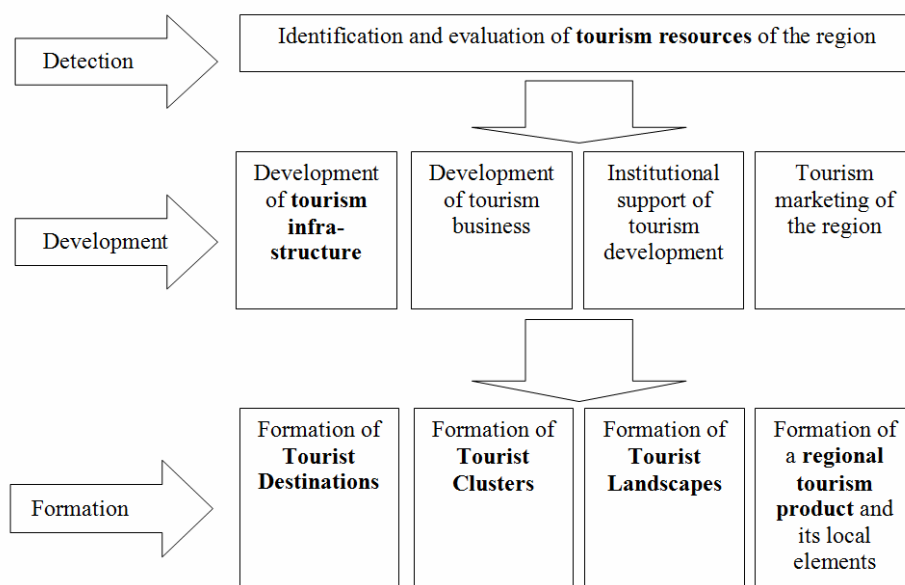 Detection
Identification and evaluation of tourism resources of the region
Development
Development
of tourism
infra-
structure
Development
of tourism
business
Institutional
support of
tourism
development
Tourism
marketing of
the region
Formation
Formation of
Tourist
Destinations
Formation of
Tourist
Clusters
Formation of
Tourist
Landscapes
Formation of
a regional
tourism
product and
its local
elements